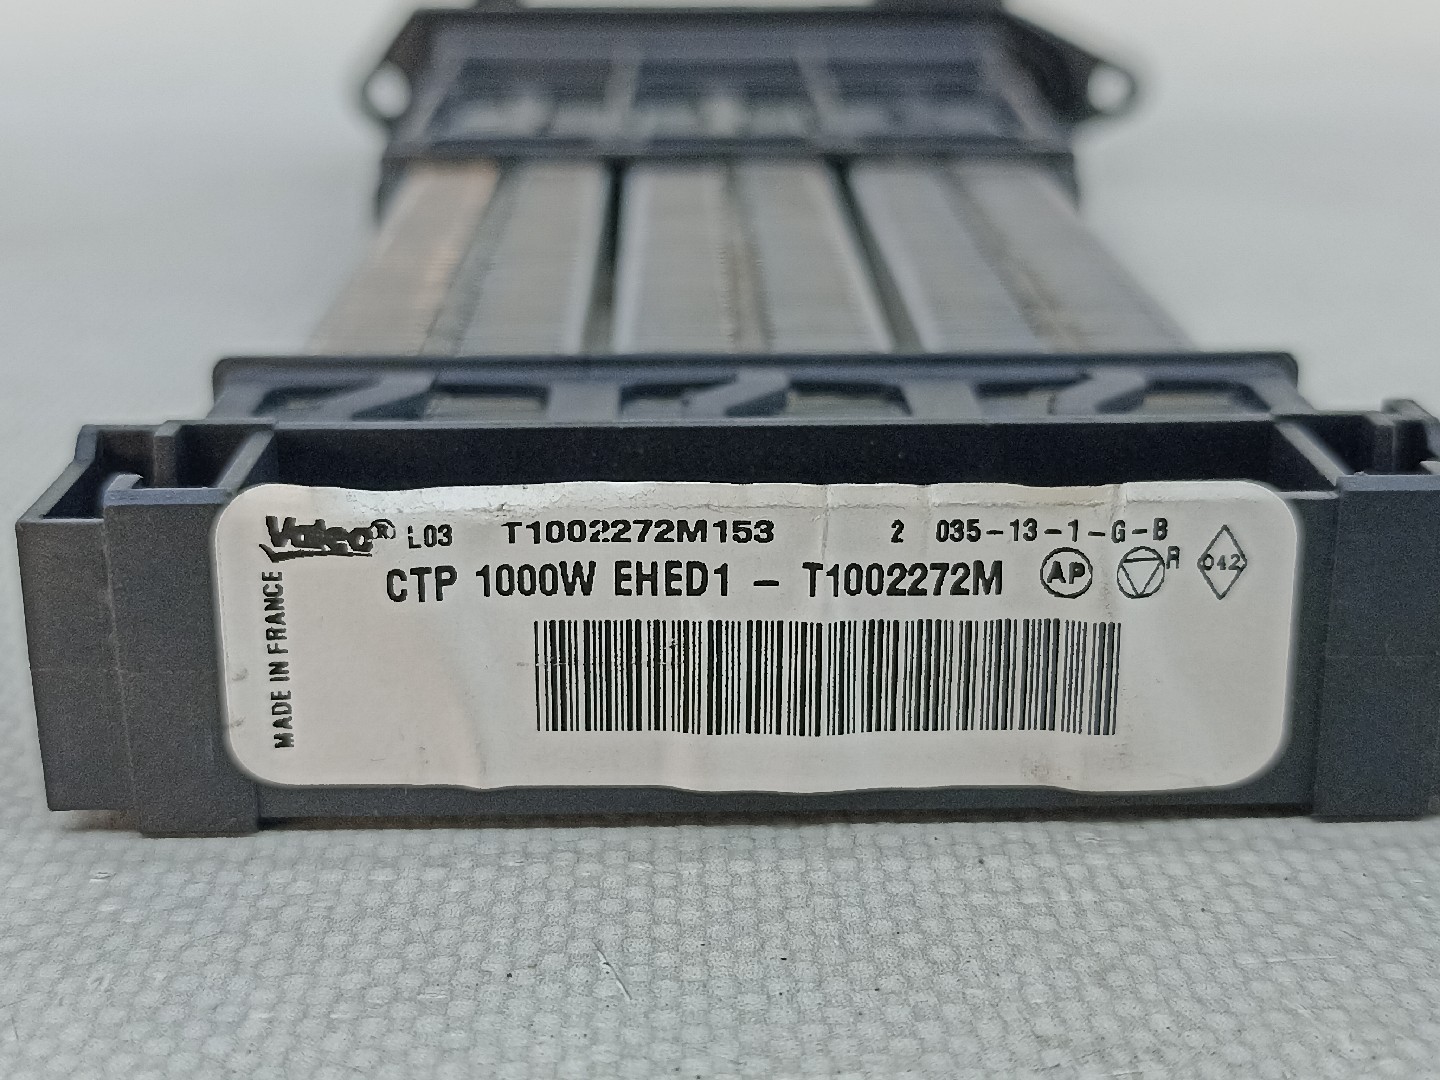 Valeo® L03 T1002272M153 2 035-13-1-G-B
CTP 1000W EHED1 - T1002272M AP R 042
MADE IN FRANCE